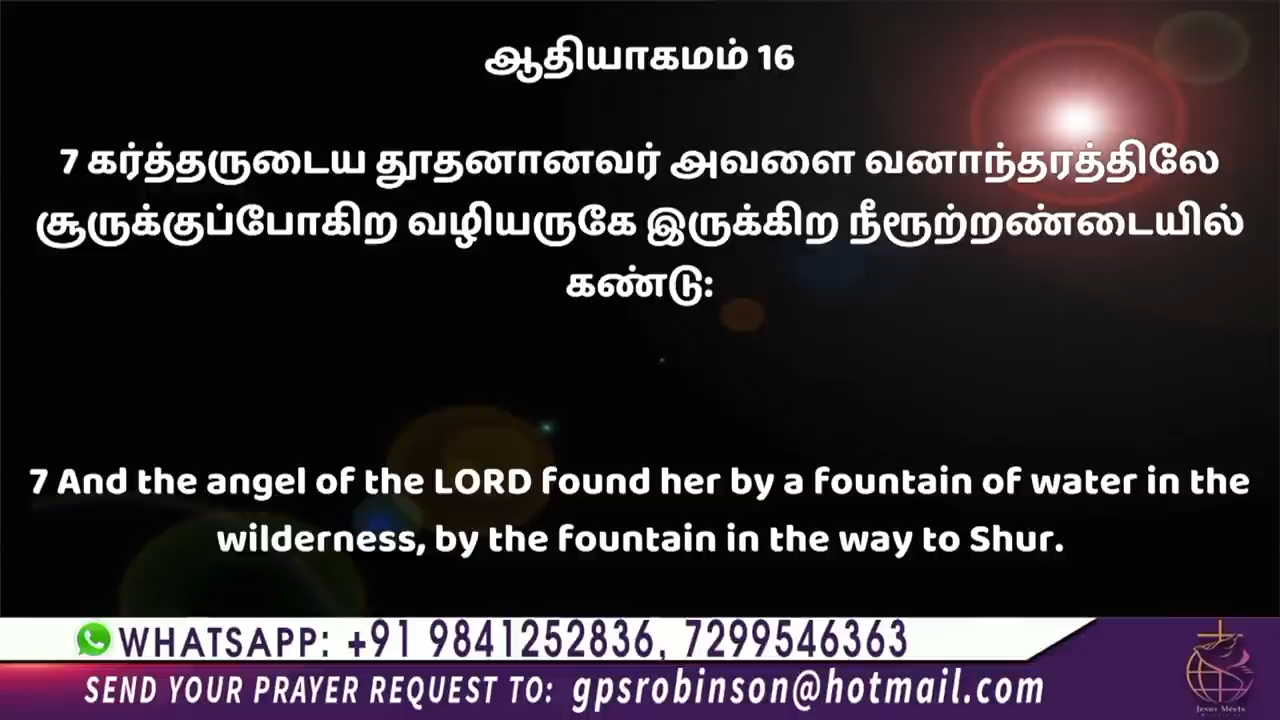 ஆதியாகமம் 16
7 கர்த்தருடைய தூதனானவர் அவளை வனாந்தரத்திலே
சூருக்குப்போகிற வழியருகே இருக்கிற நீரூற்றண்டையில்
கண்டு:
7 And the angel of the LORD found her by a fountain of water in the
wilderness, by the fountain in the way to Shur.
WHATSAPP: +91 9841252836, 7299546363
SEND YOUR PRAYER REQUEST TO: gpsrobinson@hotmail.com
Jesus Meets